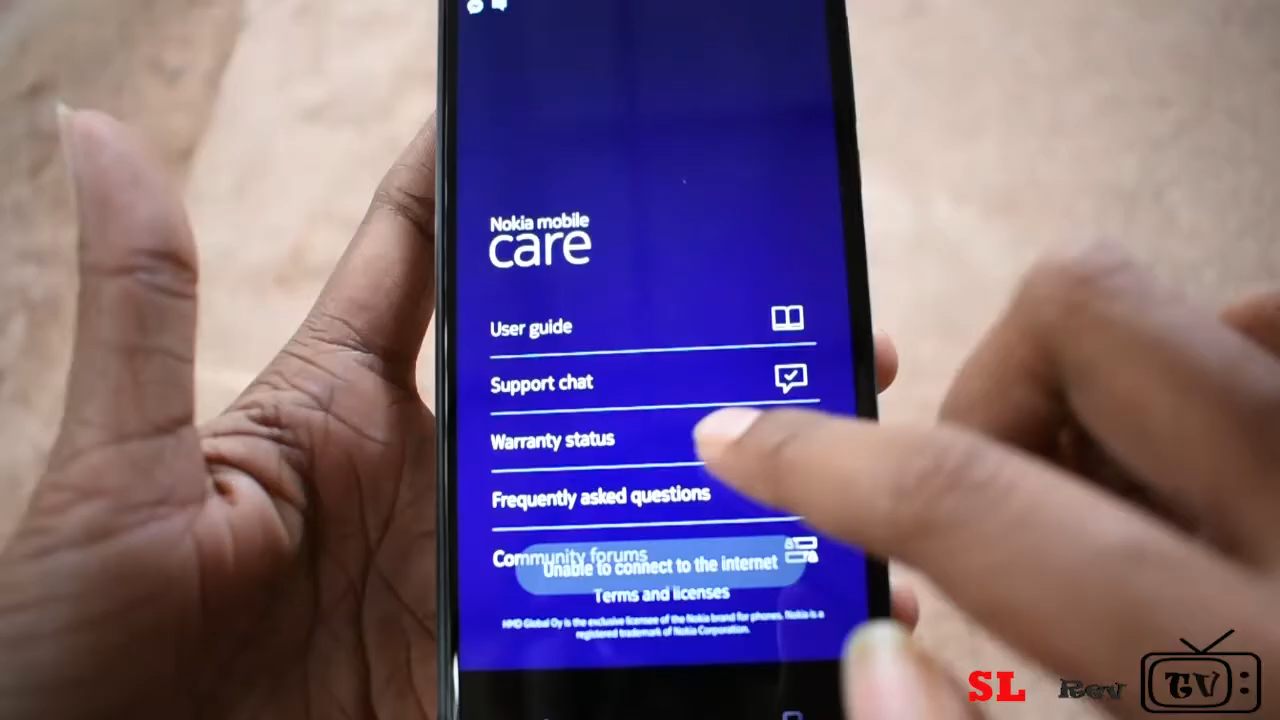 Nokia mobile
care
User guide
Support chat
Warranty status
Frequently asked questions
Community forums
Unable to connect to the internet
Terms and licenses
HMD Global Oy is the exclusive licensee of the Nokia brand for phones. Nokia is a
registered trademark of Nokia Corporation.
SL Rev TV